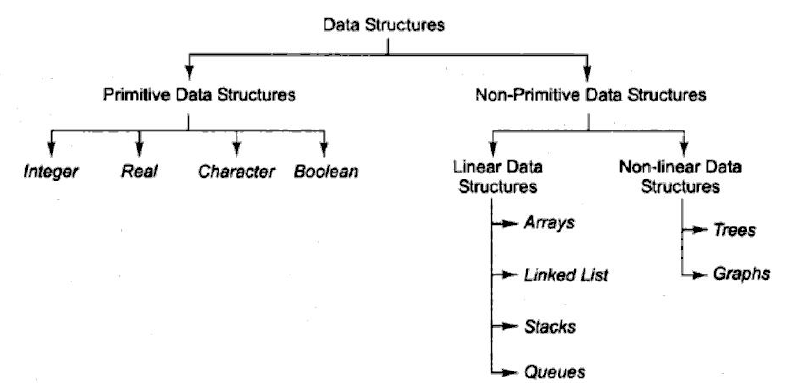 Data Structures
Primitive Data Structures
Non-Primitive Data Structures
Integer
Real
Character
Boolean
Linear Data
Structures
Non-linear Data
Structures
Arrays
Linked List
Stacks
Queues
Trees
Graphs